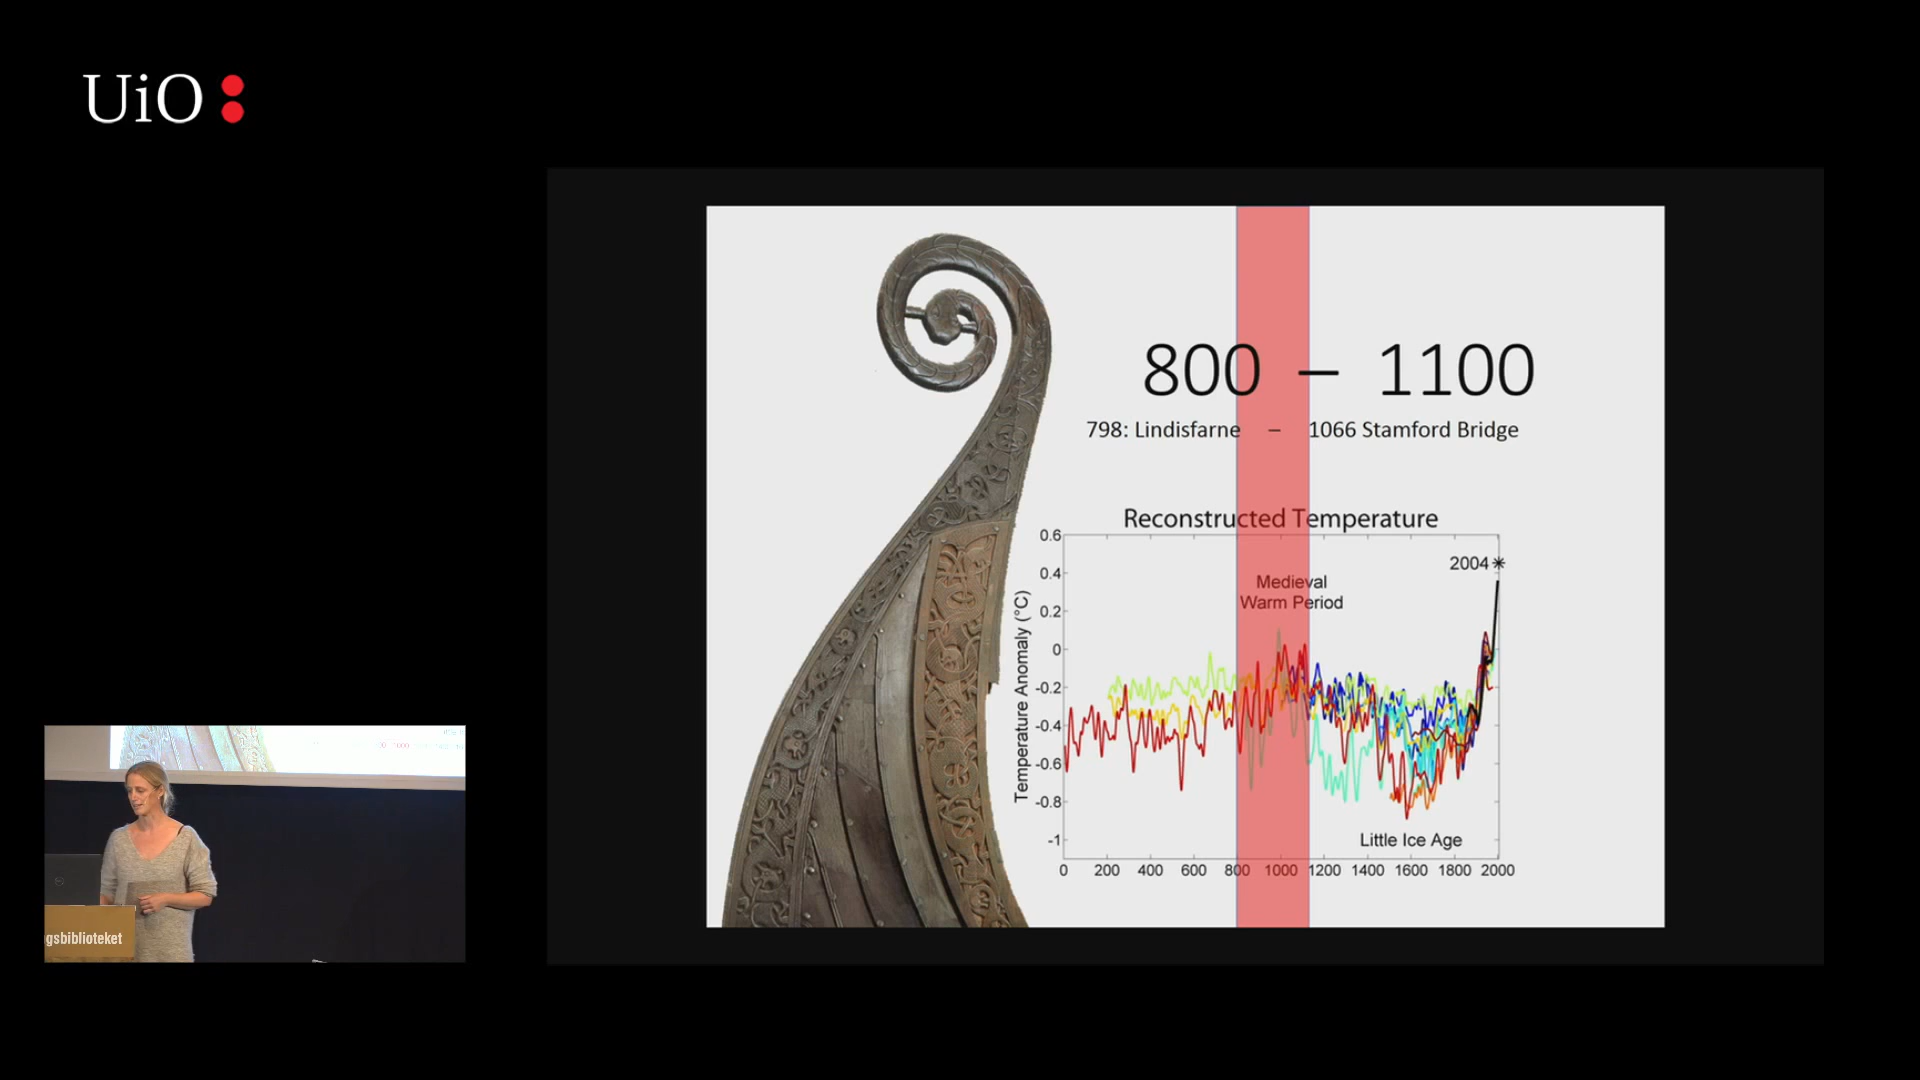 UiO
800 – 1100
798: Lindisfarne – 1066 Stamford Bridge
Reconstructed Temperature
Temperature Anomaly (°C)
0.6
0.4
0.2
0
-0.2
-0.4
-0.6
-0.8
-1
2004
Medieval
Warm Period
Little Ice Age
0 200 400 600 800 1000 1200 1400 1600 1800 2000
gsbiblioteket